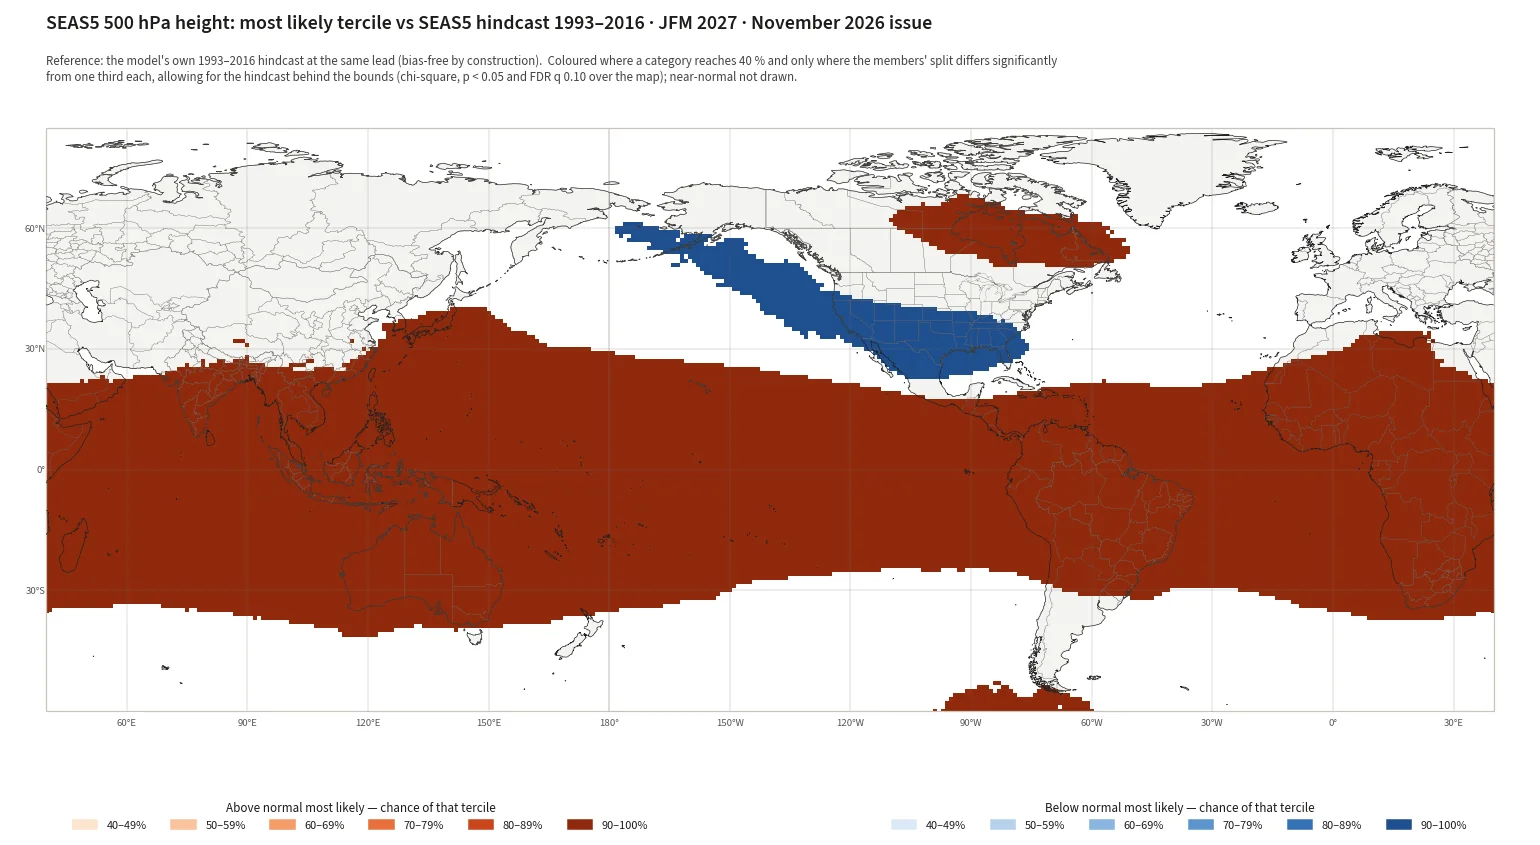 SEAS5 500 hPa height: most likely tercile vs SEAS5 hindcast 1993–2016 · JFM 2027 · November 2026 issue
Reference: the model's own 1993–2016 hindcast at the same lead (bias-free by construction).  Coloured where a category reaches 40 % and only where the members' split differs significantly
from one third each, allowing for the hindcast behind the bounds (chi-square, p < 0.05 and FDR q 0.10 over the map); near-normal not drawn.
60°N
30°N
0°
30°S
60°E 90°E 120°E 150°E 180° 150°W 120°W 90°W 60°W 30°W 0° 30°E
Above normal most likely — chance of that tercile
40–49% 50–59% 60–69% 70–79% 80–89% 90–100%
Below normal most likely — chance of that tercile
40–49% 50–59% 60–69% 70–79% 80–89% 90–100%